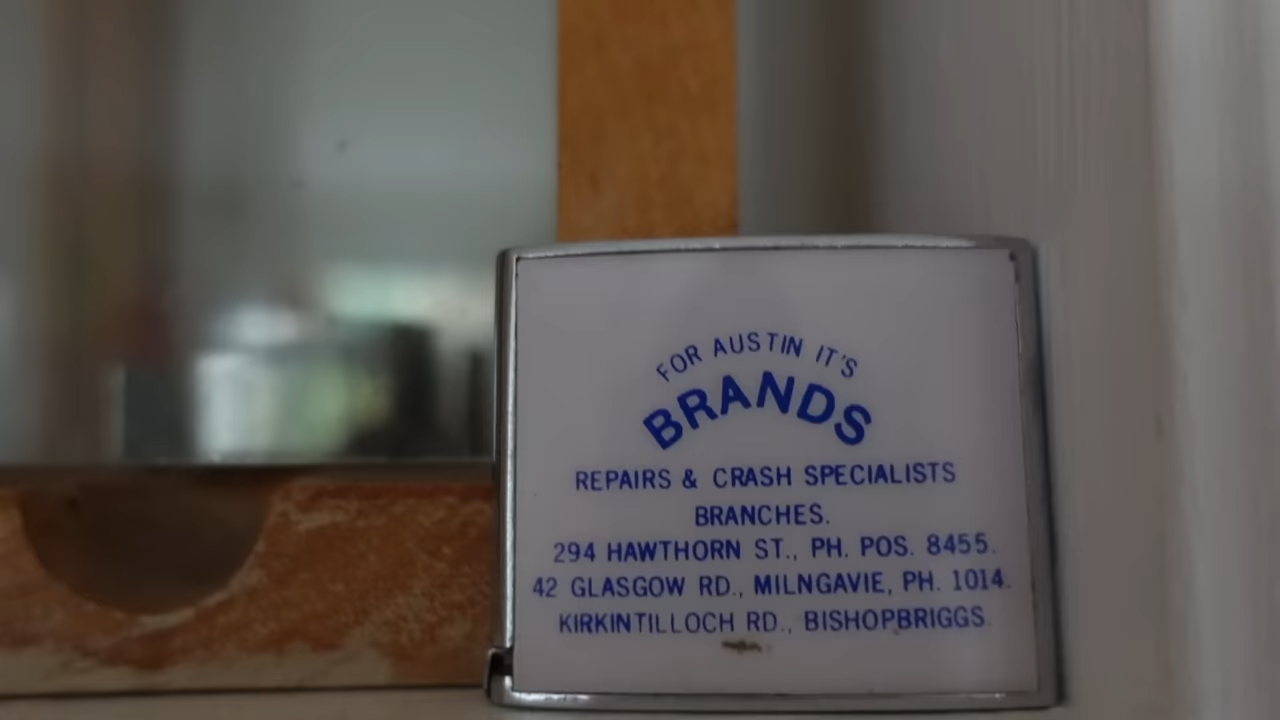 FOR AUSTIN IT'S
BRANDS
REPAIRS & CRASH SPECIALISTS
BRANCHES.
294 HAWTHORN ST., PH. POS. 8455.
42 GLASGOW RD., MILNGAVIE, PH. 1014.
KIRKINTILLOCH RD., BISHOPBRIGGS.